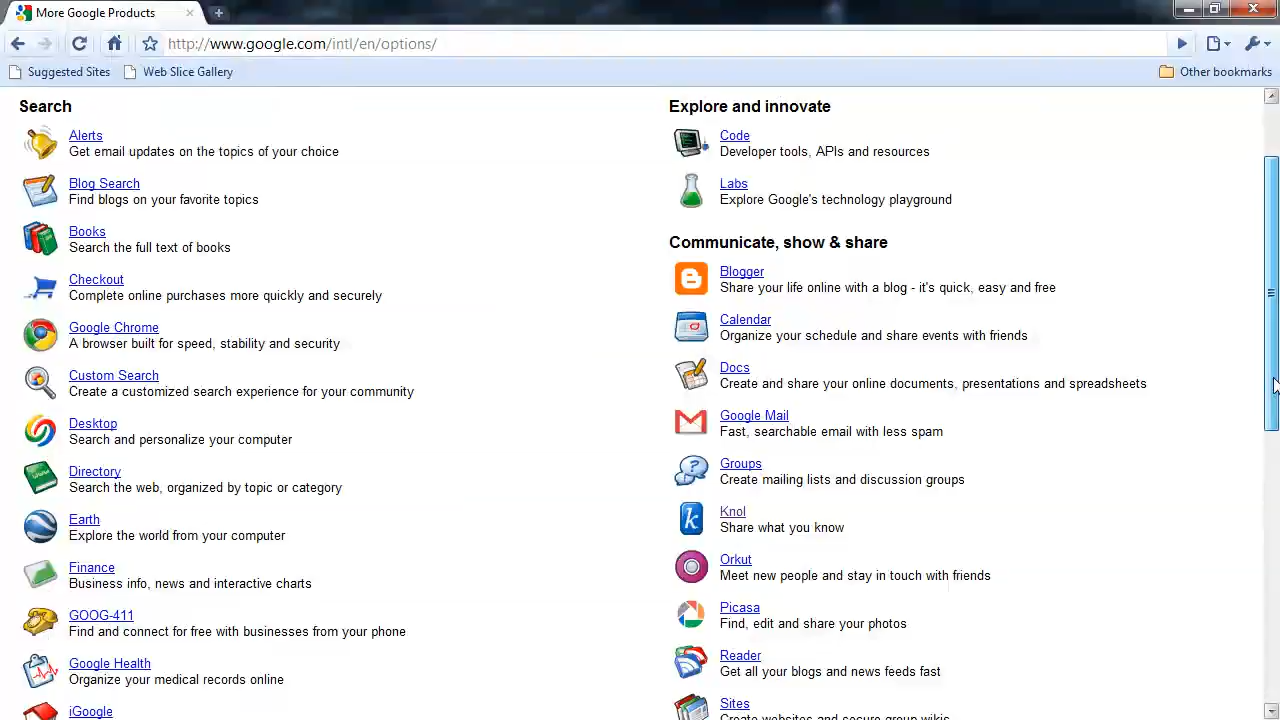 More Google Products
http://www.google.com/intl/en/options/
Suggested Sites
Web Slice Gallery
Other bookmarks
Search
Alerts
Get email updates on the topics of your choice
Blog Search
Find blogs on your favorite topics
Books
Search the full text of books
Checkout
Complete online purchases more quickly and securely
Google Chrome
A browser built for speed, stability and security
Custom Search
Create a customized search experience for your community
Desktop
Search and personalize your computer
Directory
Search the web, organized by topic or category
Earth
Explore the world from your computer
Finance
Business info, news and interactive charts
GOOG-411
Find and connect for free with businesses from your phone
Google Health
Organize your medical records online
iGoogle
Explore and innovate
Code
Developer tools, APIs and resources
Labs
Explore Google's technology playground
Communicate, show & share
Blogger
Share your life online with a blog - it's quick, easy and free
Calendar
Organize your schedule and share events with friends
Docs
Create and share your online documents, presentations and spreadsheets
Google Mail
Fast, searchable email with less spam
Groups
Create mailing lists and discussion groups
Knol
Share what you know
Orkut
Meet new people and stay in touch with friends
Picasa
Find, edit and share your photos
Reader
Get all your blogs and news feeds fast
Sites
Create websites and secure group wikis